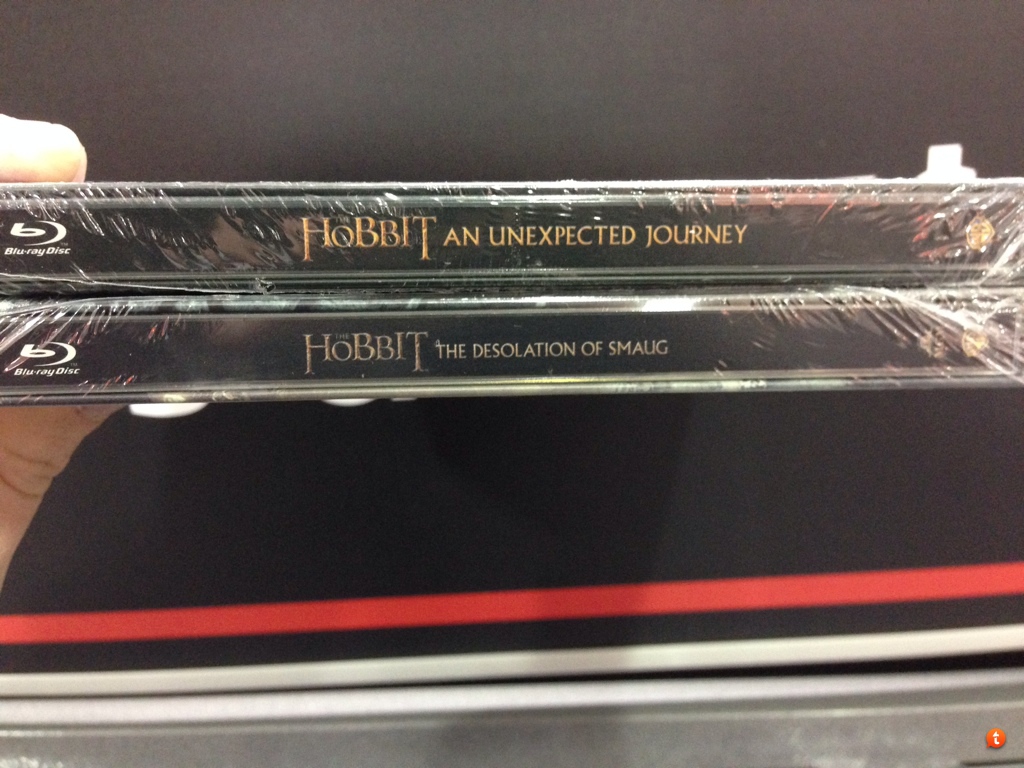 Blu-ray Disc THE HOBBIT AN UNEXPECTED JOURNEY
Blu-ray Disc THE HOBBIT THE DESOLATION OF SMAUG
t